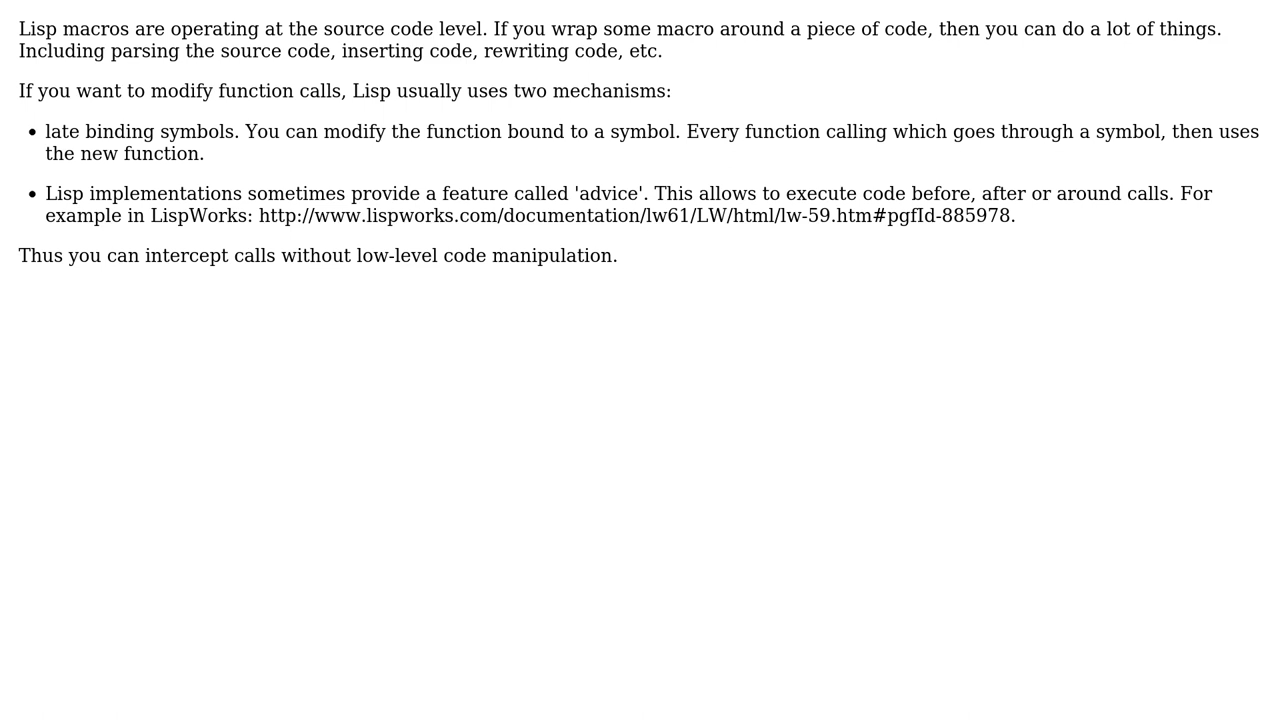 Lisp macros are operating at the source code level. If you wrap some macro around a piece of code, then you can do a lot of things.
Including parsing the source code, inserting code, rewriting code, etc.
If you want to modify function calls, Lisp usually uses two mechanisms:
• late binding symbols. You can modify the function bound to a symbol. Every function calling which goes through a symbol, then uses
the new function.
• Lisp implementations sometimes provide a feature called 'advice'. This allows to execute code before, after or around calls. For
example in LispWorks: http://www.lispworks.com/documentation/lw61/LW/html/lw-59.htm#pgfId-885978.
Thus you can intercept calls without low-level code manipulation.